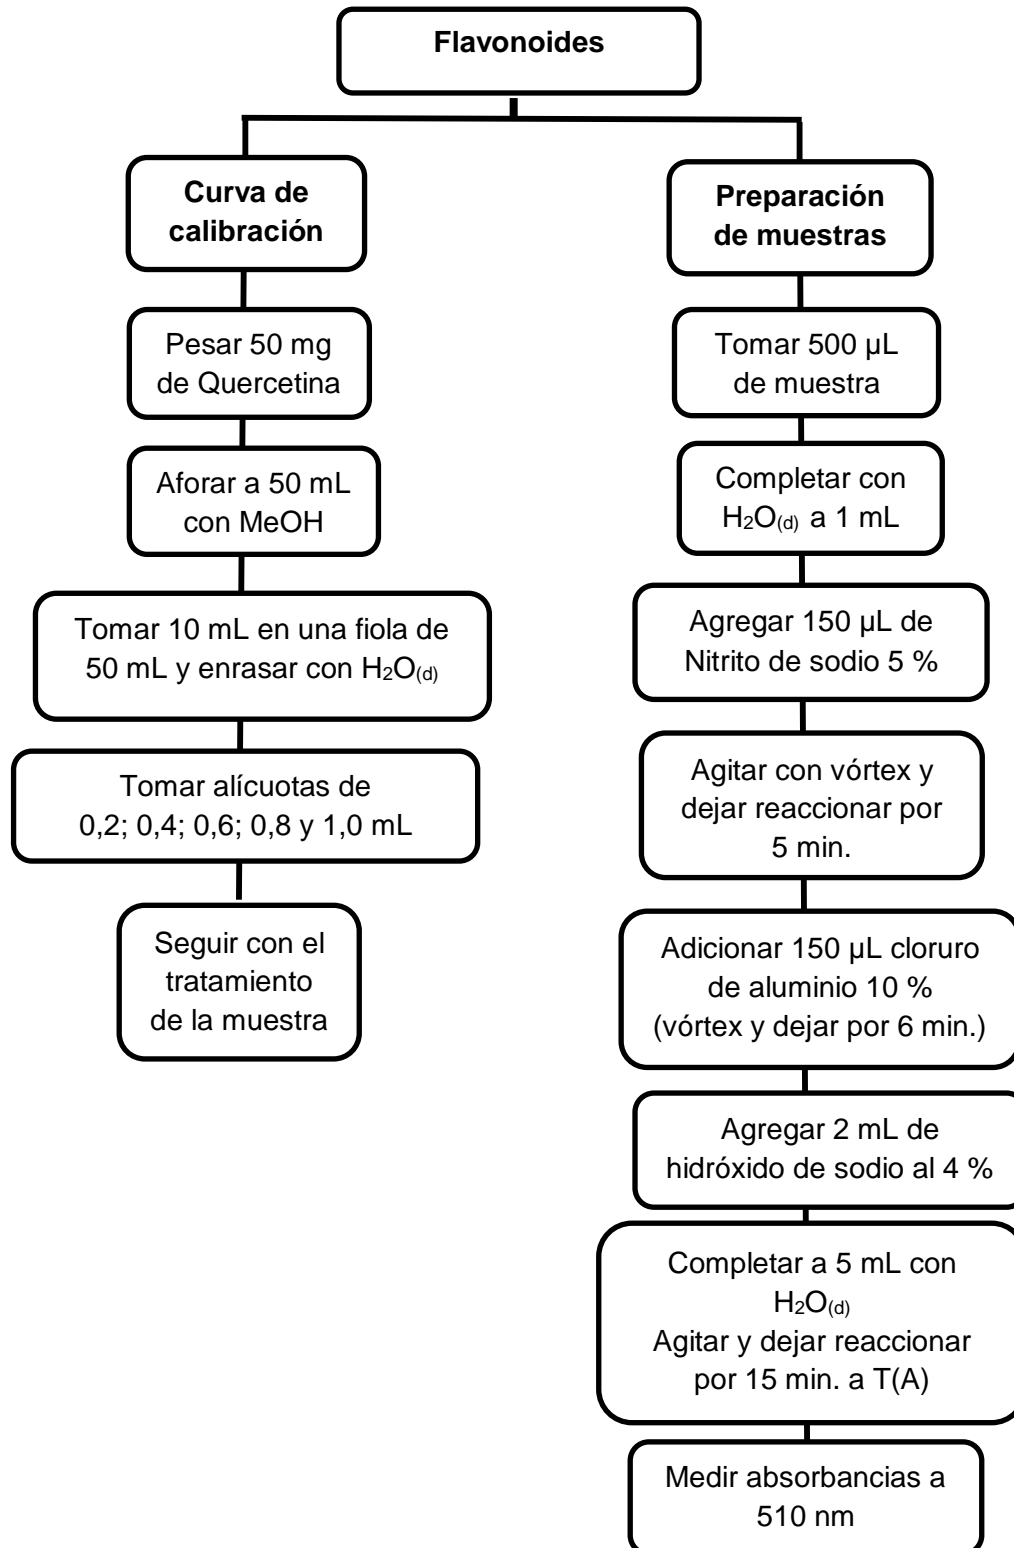 Flavonoides
Curva de
calibración
Pesar 50 mg
de Quercetina
Aforar a 50 mL
con MeOH
Tomar 10 mL en una fiola de
50 mL y enrasar con H₂O₍d₎
Tomar alícuotas de
0,2; 0,4; 0,6; 0,8 y 1,0 mL
Seguir con el
tratamiento
de la muestra
Preparación
de muestras
Tomar 500 µL
de muestra
Completar con
H₂O₍d₎ a 1 mL
Agregar 150 µL de
Nitrito de sodio 5 %
Agitar con vórtex y
dejar reaccionar por
5 min.
Adicionar 150 µL cloruro
de aluminio 10 %
(vórtex y dejar por 6 min.)
Agregar 2 mL de
hidróxido de sodio al 4 %
Completar a 5 mL con
H₂O₍d₎
Agitar y dejar reaccionar
por 15 min. a T(A)
Medir absorbancias a
510 nm